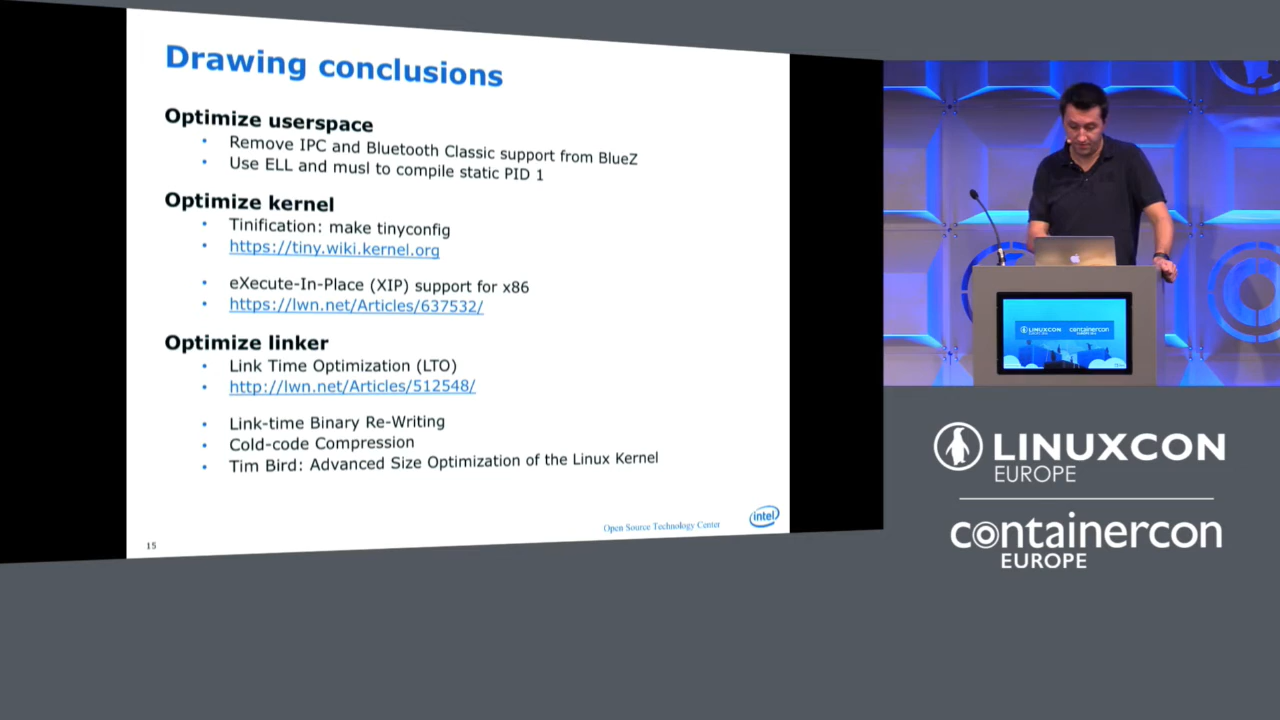 Drawing conclusions
Optimize userspace
• Remove IPC and Bluetooth Classic support from BlueZ
• Use ELL and musl to compile static PID 1
Optimize kernel
• Tinification: make tinyconfig
• https://tiny.wiki.kernel.org
• eXecute-In-Place (XIP) support for x86
• https://lwn.net/Articles/637532/
Optimize linker
• Link Time Optimization (LTO)
• http://lwn.net/Articles/512548/
• Link-time Binary Re-Writing
• Cold-code Compression
• Tim Bird: Advanced Size Optimization of the Linux Kernel
Open Source Technology Center
intel
15
LINUXCON
containercon
LINUXCON
EUROPE
containercon
EUROPE